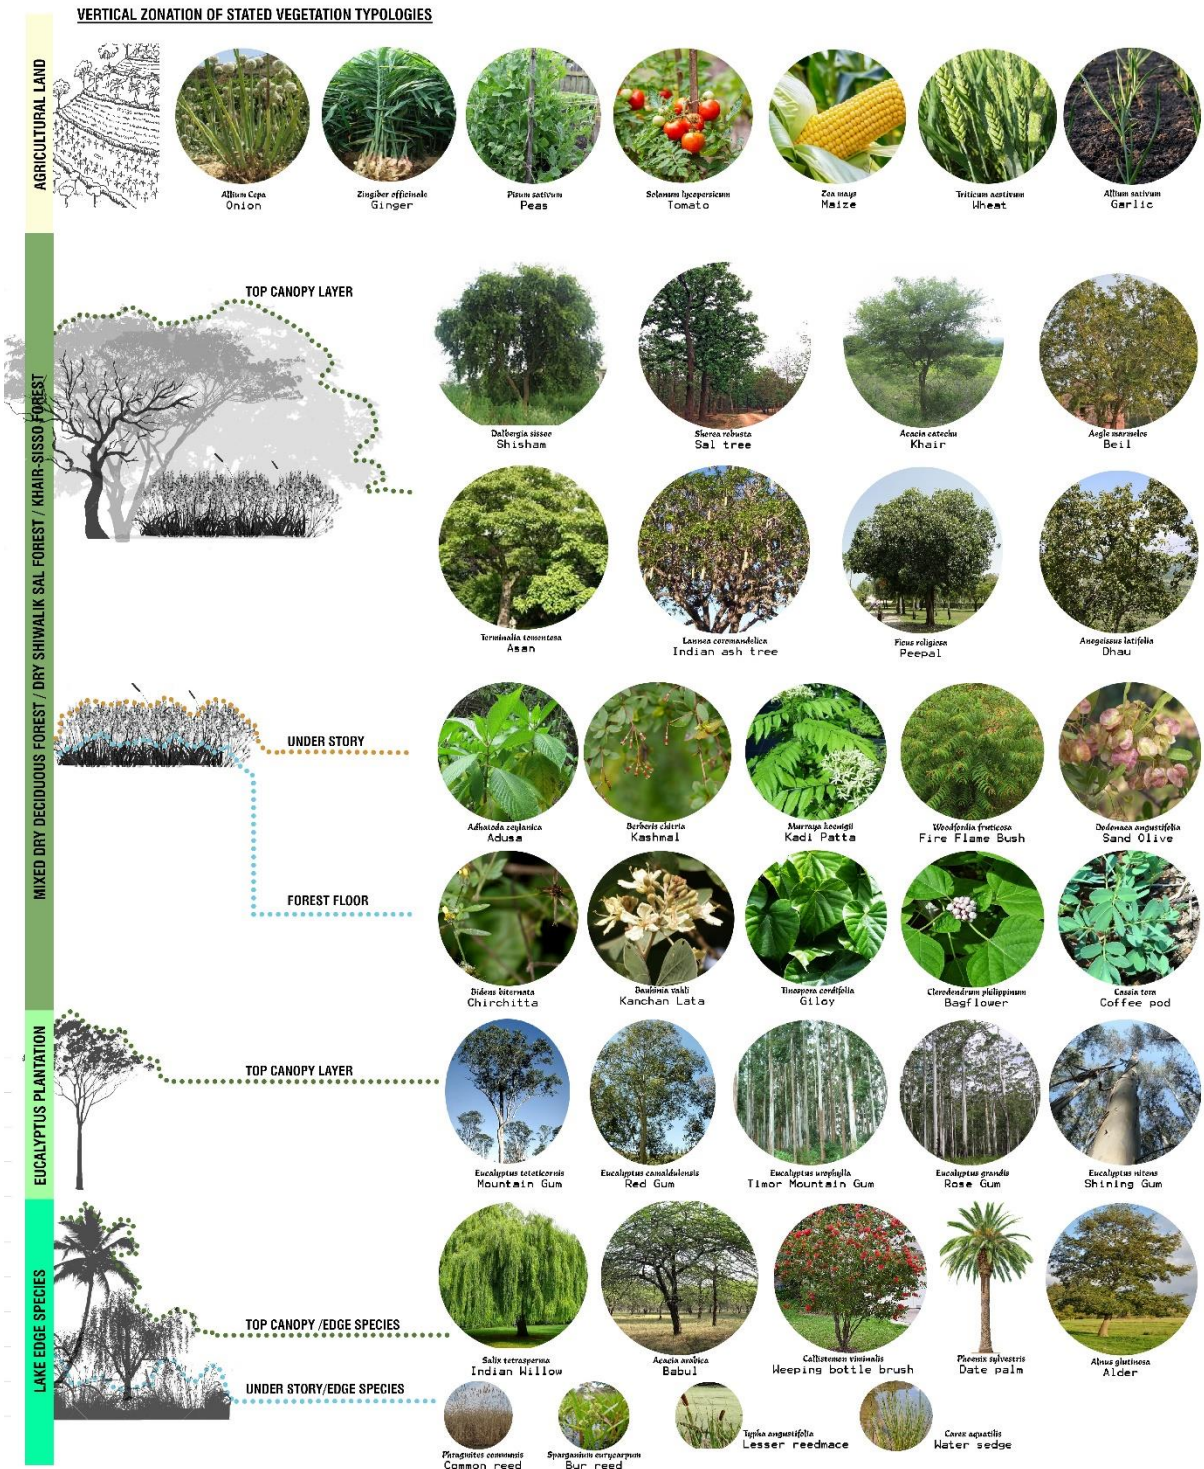 VERTICAL ZONATION OF STATED VEGETATION TYPOLOGIES
AGRICULTURAL LAND
Allium Cepa
Onion
Zingiber officinale
Ginger
Pisum sativum
Peas
Solanum lycopersicum
Tomato
Zea mays
Maize
Triticum aestivum
Wheat
Allium sativum
Garlic
MIXED DRY DECIDUOUS FOREST / DRY SHIWALIK SAL FOREST / KHAIR-SISSO FOREST
TOP CANOPY LAYER
Dalbergia sissoo
Shisham
Shorea robusta
Sal tree
Acacia catechu
Khair
Aegle marmelos
Beil
Terminalia tomentosa
Asan
Lannea coromandelica
Indian ash tree
Ficus religiosa
Peepal
Anogeissus latifolia
Dhau
UNDER STORY
Adhatoda zeylanica
Adusa
Berberis chitria
Kashmal
Murraya koenigii
Kadi Patta
Woodfordia fruticosa
Fire Flame Bush
Dodonaea angustifolia
Sand Olive
FOREST FLOOR
Bidens biternata
Chirchitta
Bauhinia vahli
Kanchan Lata
Tinospora cordifolia
Giloy
Clerodendrum philippinum
Bagflower
Cassia tora
Coffee pod
EUCALYPTUS PLANTATION
TOP CANOPY LAYER
Eucalyptus teteticornis
Mountain Gum
Eucalyptus camaldulensis
Red Gum
Eucalyptus urophylla
Timor Mountain Gum
Eucalyptus grandis
Rose Gum
Eucalyptus nitens
Shining Gum
LAKE EDGE SPECIES
TOP CANOPY /EDGE SPECIES
Salix tetrasperma
Indian Willow
Acacia arabica
Babul
Callistemon viminalis
Weeping bottle brush
Phoenix sylvestris
Date palm
Alnus glutinosa
Alder
UNDER STORY/EDGE SPECIES
Phragmites communis
Common reed
Sparganium eurycarpum
Bur reed
Typha angustifolia
Lesser reedmace
Carex aquatilis
Water sedge